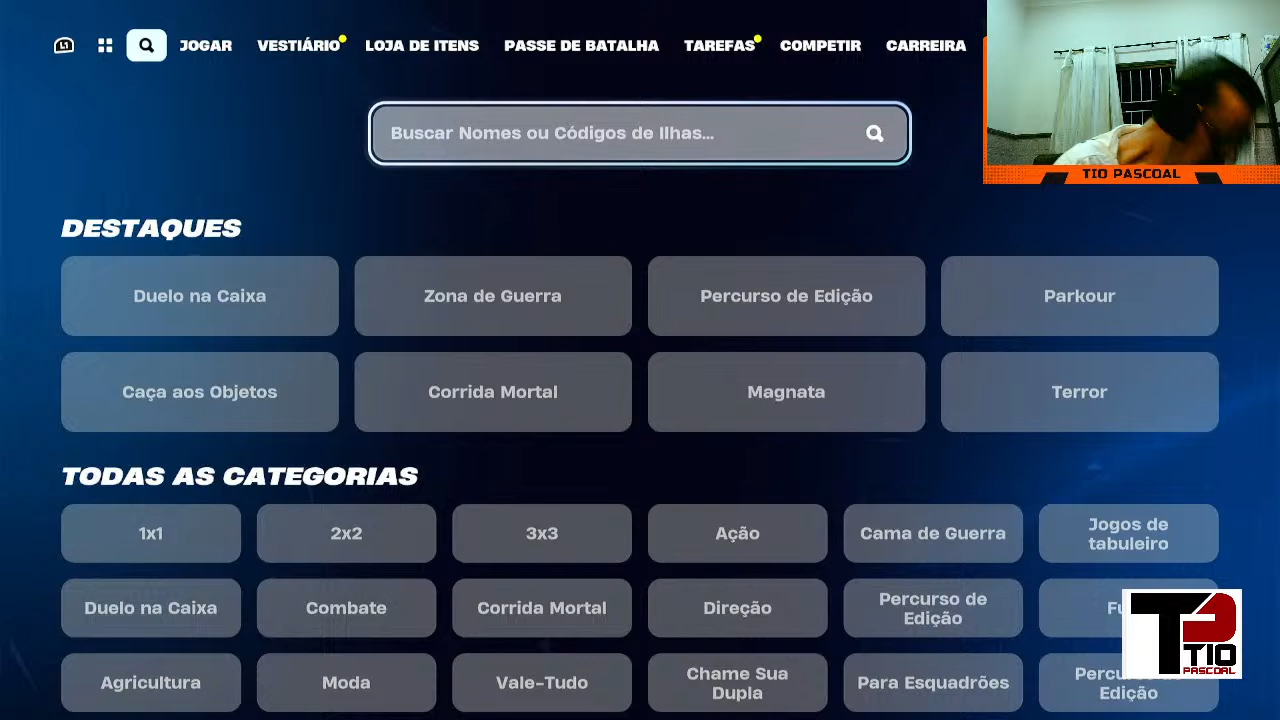 L1
JOGAR
VESTIÁRIO
LOJA DE ITENS
PASSE DE BATALHA
TAREFAS
COMPETIR
CARREIRA
Buscar Nomes ou Códigos de Ilhas...
TIO PASCOAL
DESTAQUES
Duelo na Caixa
Zona de Guerra
Percurso de Edição
Parkour
Caça aos Objetos
Corrida Mortal
Magnata
Terror
TODAS AS CATEGORIAS
1x1
2x2
3x3
Ação
Cama de Guerra
Jogos de
tabuleiro
Duelo na Caixa
Combate
Corrida Mortal
Direção
Percurso de
Edição
Agricultura
Moda
Vale-Tudo
Chame Sua
Dupla
Para Esquadrões
Edição
TP
TIO
PASCOAL